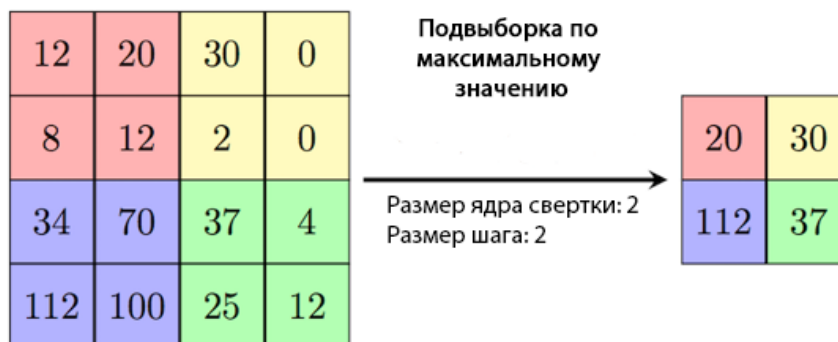 Подвыборка по
максимальному
значению
12 20 30 0
8 12 2 0
34 70 37 4
112 100 25 12
Размер ядра свертки: 2
Размер шага: 2
20 30
112 37